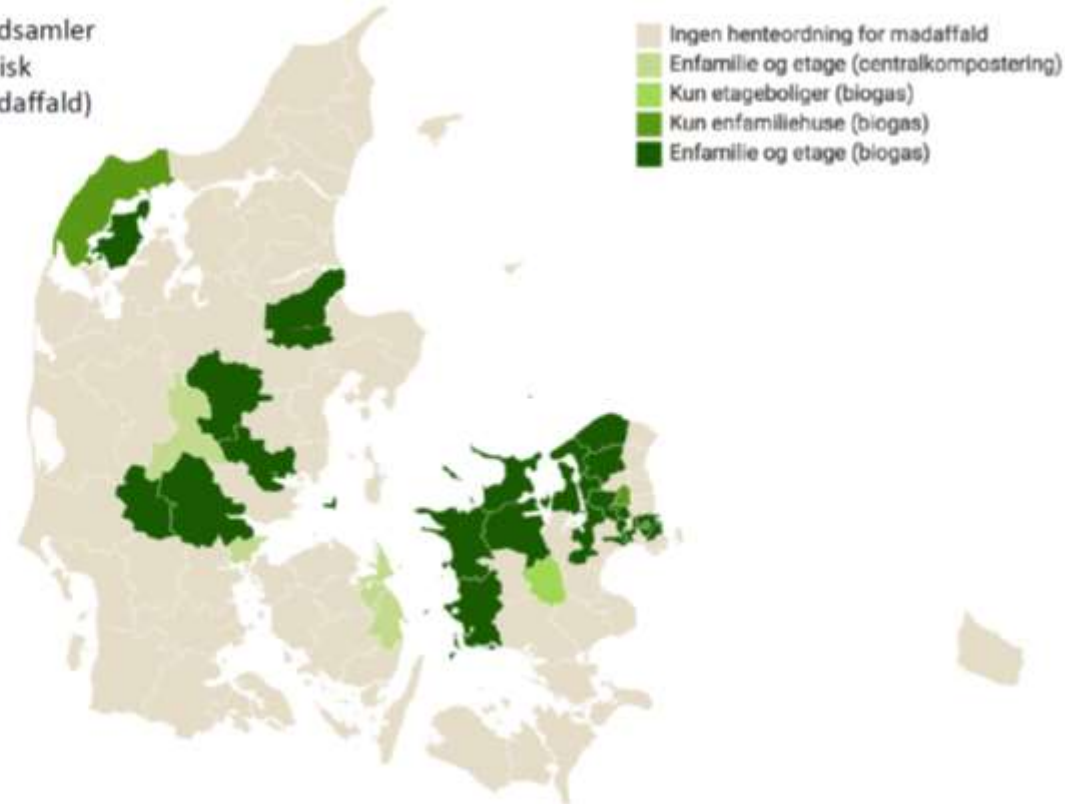 dsamler
isk
daffald)
Ingen henteordning for madaffald
Enfamilie og etage (centralkompostering)
Kun etageboliger (biogas)
Kun enfamiliehuse (biogas)
Enfamilie og etage (biogas)